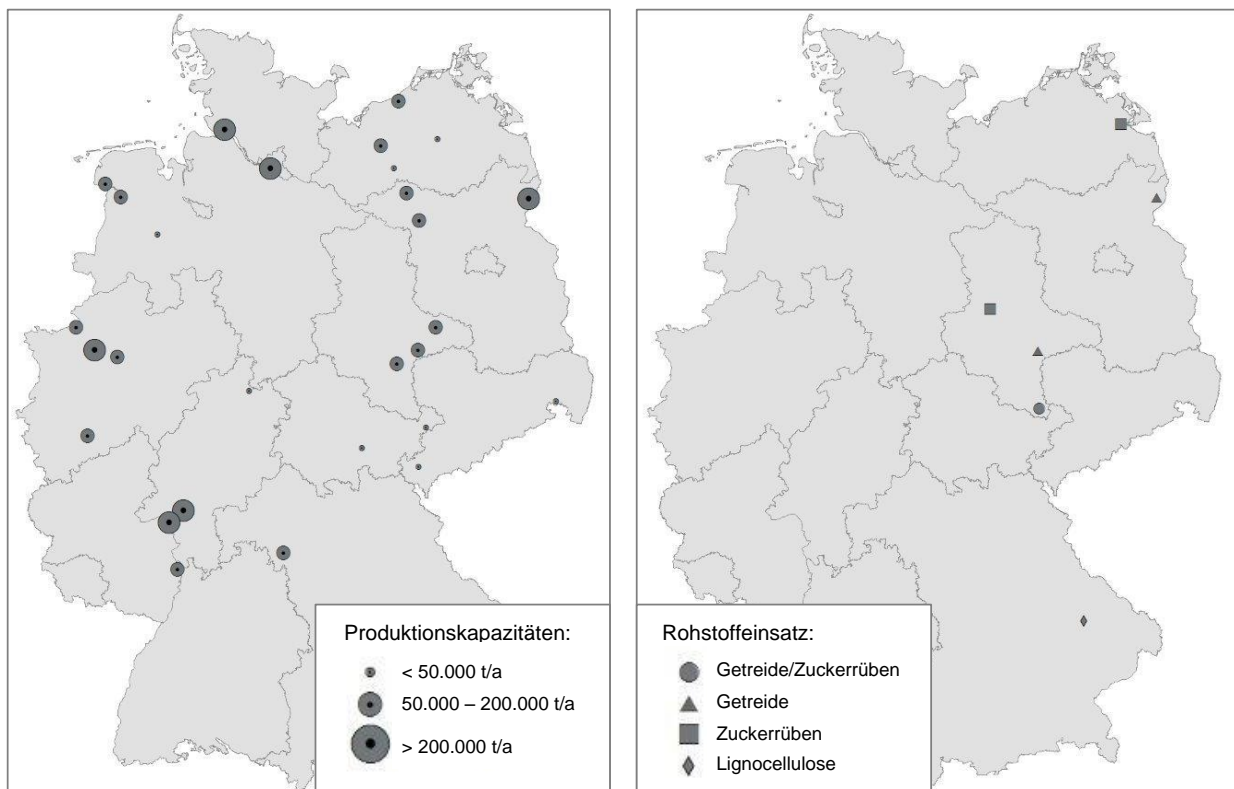 Produktionskapazitäten:
< 50.000 t/a
50.000 – 200.000 t/a
> 200.000 t/a
Rohstoffeinsatz:
Getreide/Zuckerrüben
Getreide
Zuckerrüben
Lignocellulose